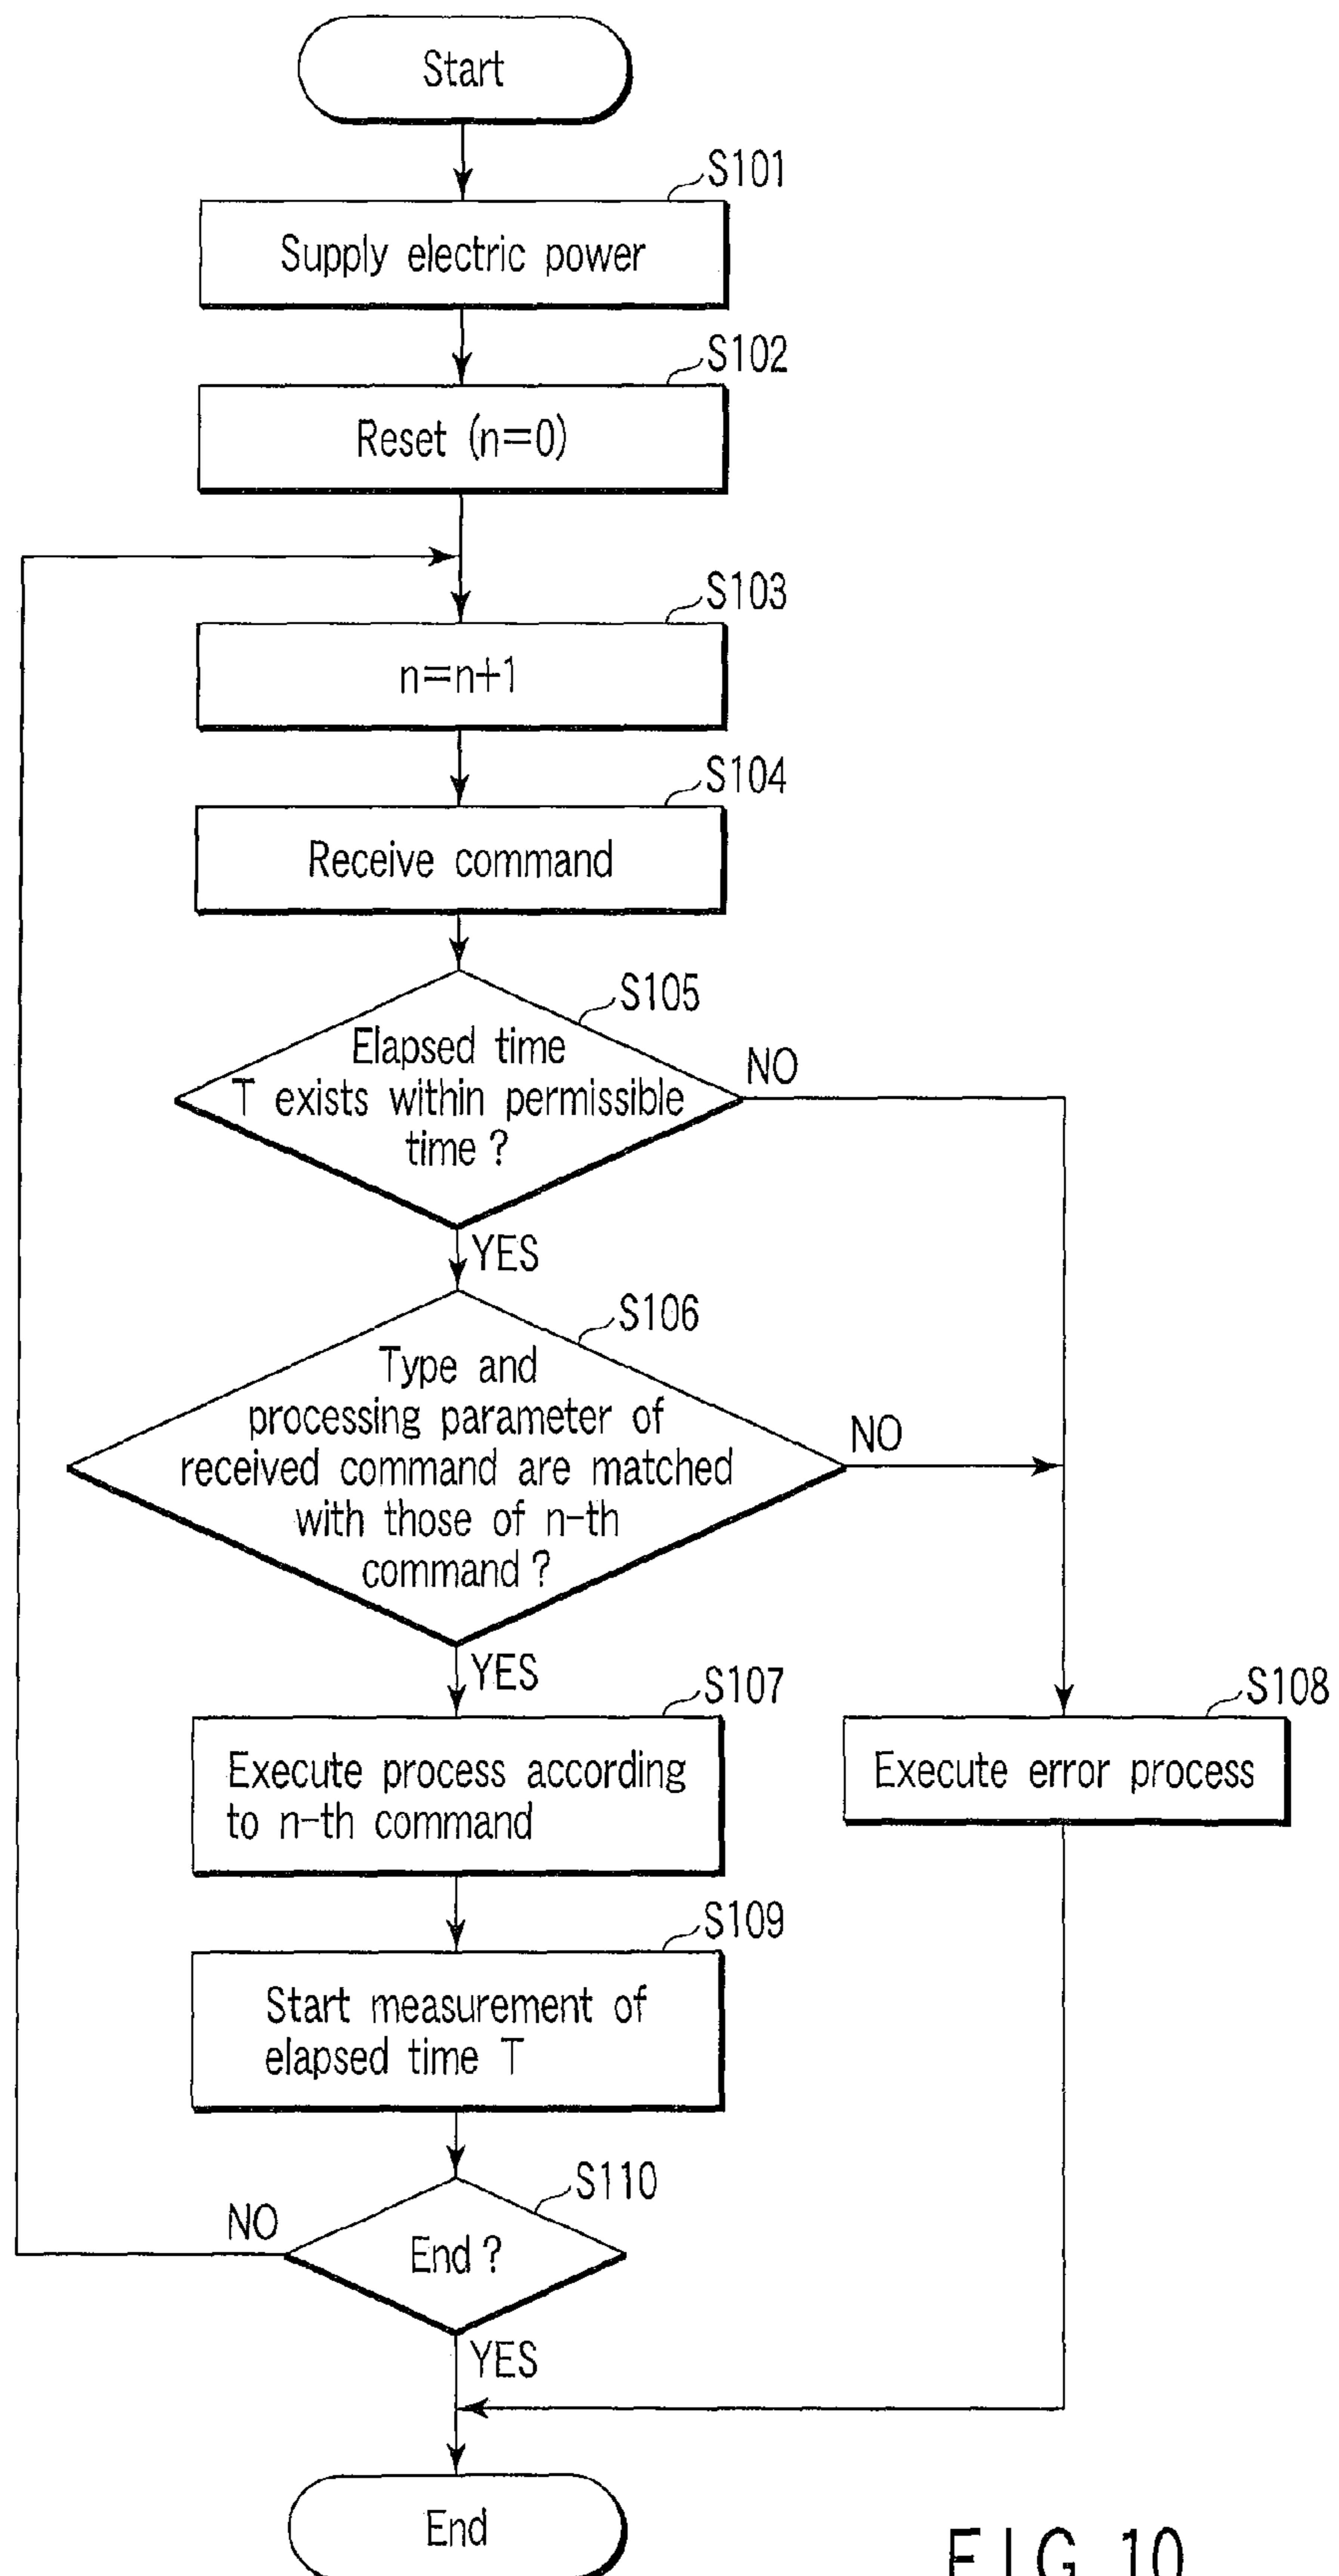 Start
S101
Supply electric power
S102
Reset (n=0)
S103
n=n+1
S104
Receive command
S105
Elapsed time
T exists within permissible
time?
NO
YES
S106
Type and
processing parameter of
received command are matched
with those of n-th
command?
NO
YES
S107
Execute process according
to n-th command
S108
Execute error process
S109
Start measurement of
elapsed time T
S110
End?
NO
YES
End
FIG. 10